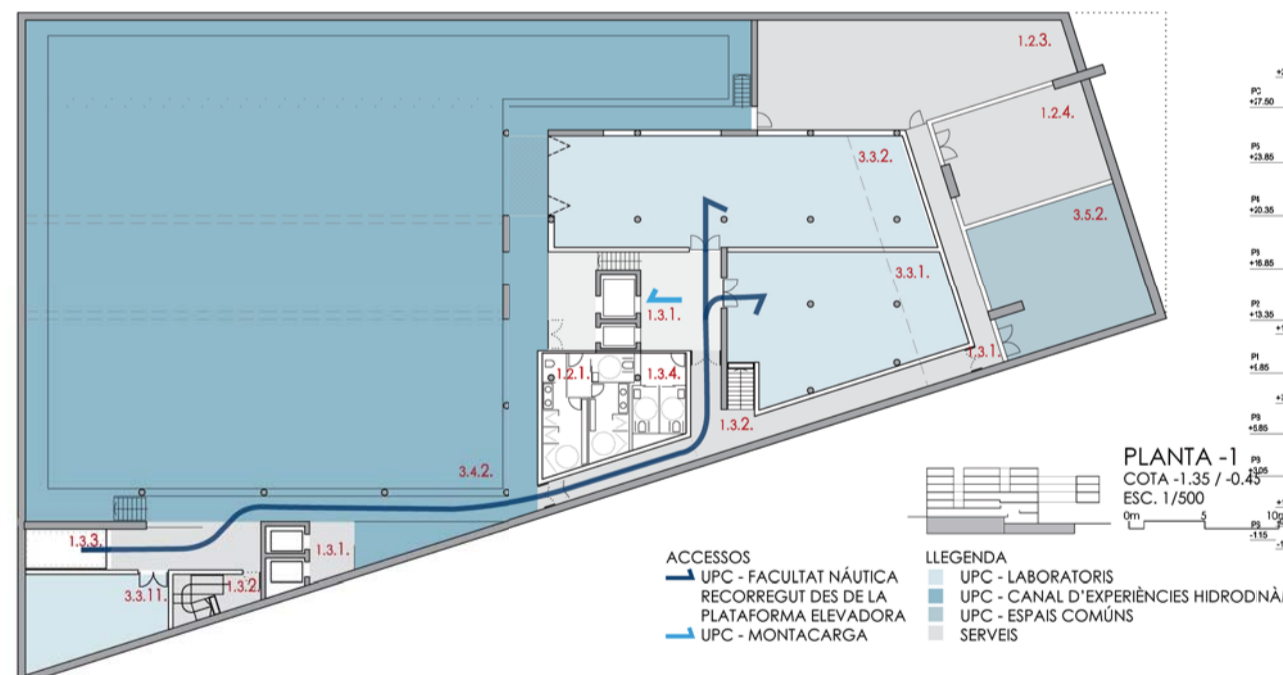 1.2.3.
1.2.4.
3.3.2.
3.5.2.
3.3.1.
1.3.1.
1.3.1.
1.2.1.
1.3.4.
1.3.2.
3.4.2.
1.3.3.
1.3.1.
1.3.2.
3.3.11.
+27.50
P5
+23.85
+20.35
+16.85
P2
+13.35
P1
PLANTA -1
COTA -1.35 / -0.45
ESC. 1/500
0m 5 10m
ACCESSOS
UPC - FACULTAT NÁUTICA
RECORREGUT DES DE LA
PLATAFORMA ELEVADORA
UPC - MONTACARGA
LLEGENDA
UPC - LABORATORIS
UPC - CANAL D'EXPERIÈNCIES
UPC - ESPAIS COMÚNS
SERVEIS